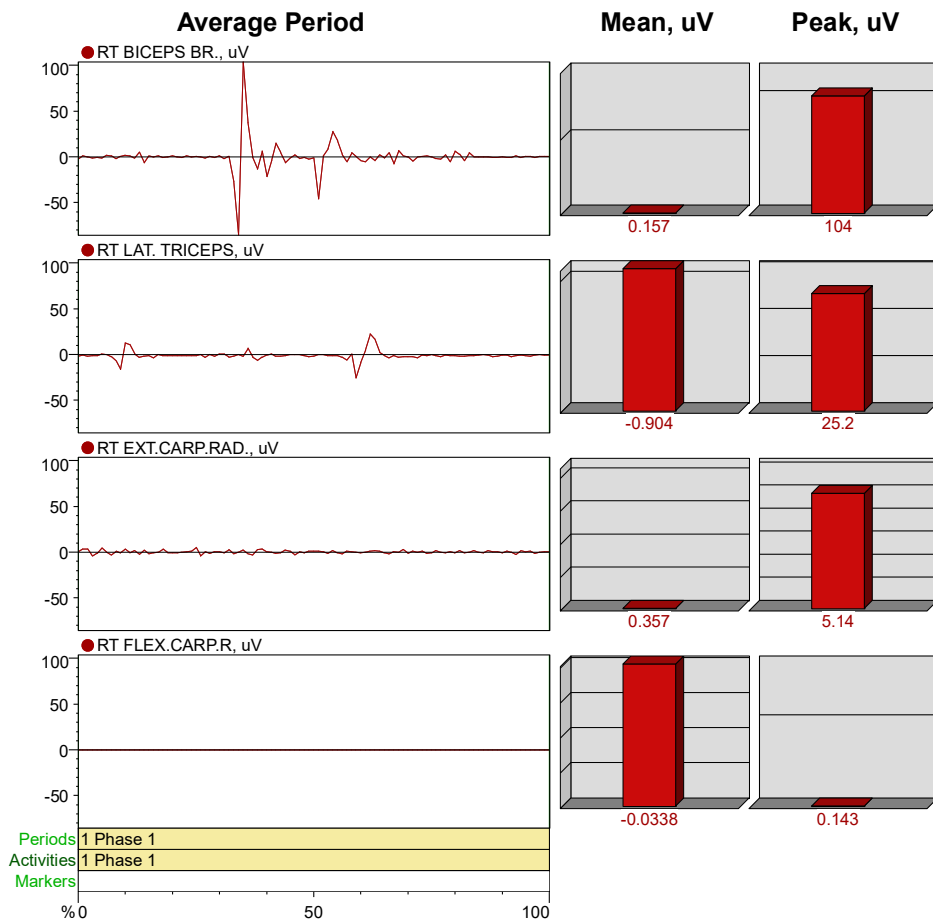 Average Period Mean, uV Peak, uV
RT BICEPS BR., uV
100
50
0
-50
0.157
104
RT LAT. TRICEPS, uV
100
50
0
-50
-0.904
25.2
RT EXT.CARP.RAD., uV
100
50
0
-50
0.357
5.14
RT FLEX.CARP.R, uV
100
50
0
-50
-0.0338
0.143
Periods 1 Phase 1
Activities 1 Phase 1
Markers
% 0 50 100